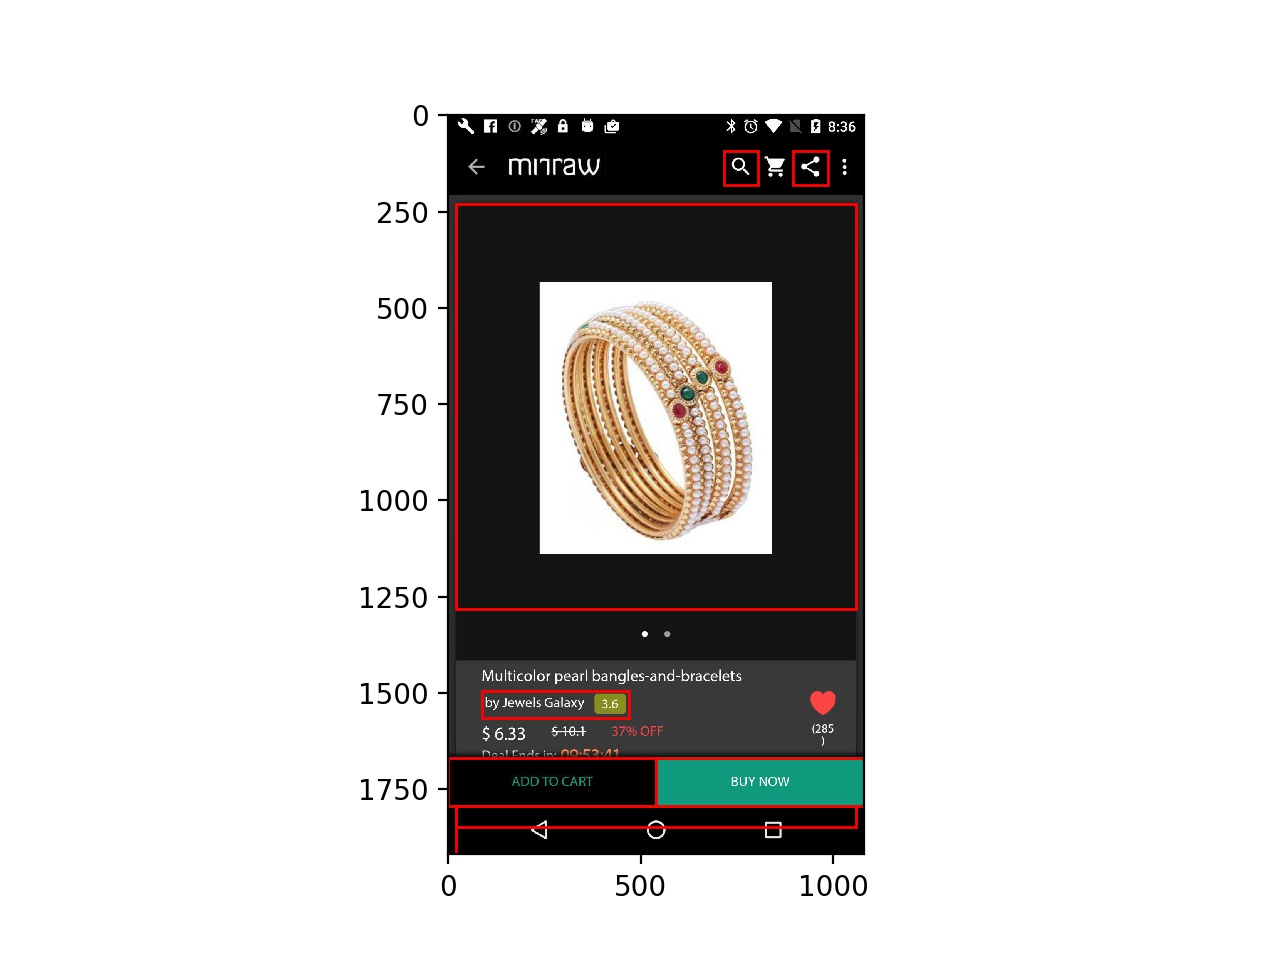 0
250
500
750
1000
1250
1500
1750
0
500
1000
8:36
mirraw
Multicolor pearl bangles-and-bracelets
by Jewels Galaxy 3.6
$ 6.33 $ 10.1 37% OFF
(285
)
Deal Ends in: 09:53:41
ADD TO CART
BUY NOW